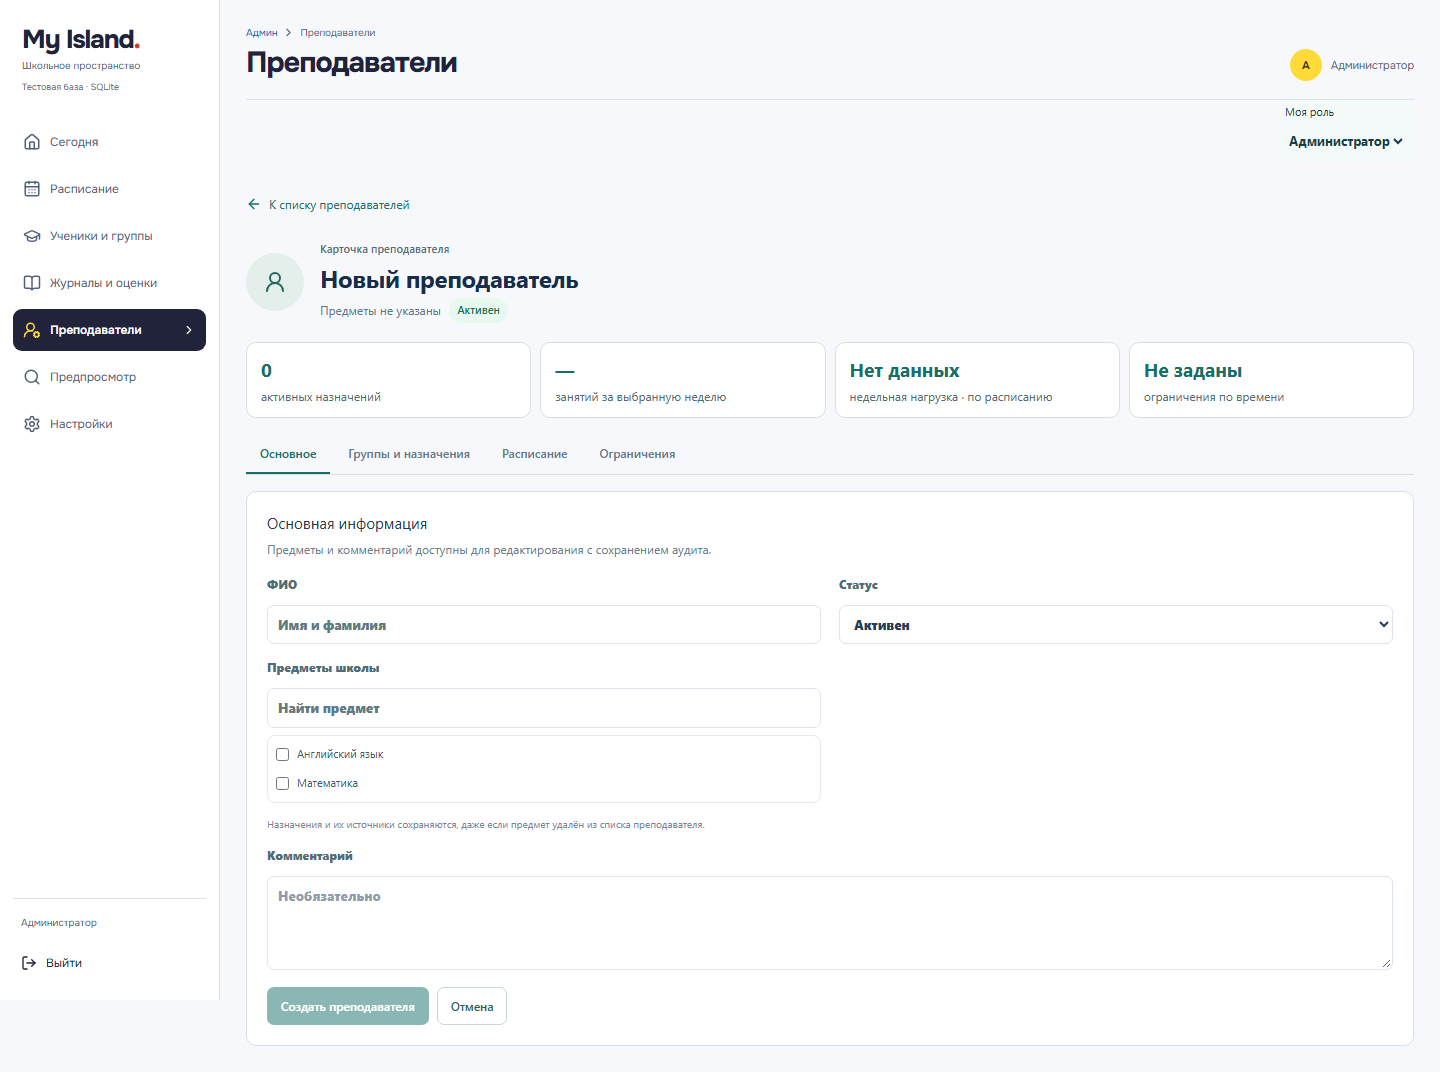 My Island.
Школьное пространство
Тестовая база · SQLite
Сегодня
Расписание
Ученики и группы
Журналы и оценки
Преподаватели
Предпросмотр
Настройки
Администратор
Выйти
Админ > Преподаватели
Преподаватели
А Администратор
Моя роль
Администратор
К списку преподавателей
Карточка преподавателя
Новый преподаватель
Предметы не указаны Активен
0
активных назначений
—
занятий за выбранную неделю
Нет данных
недельная нагрузка · по расписанию
Не заданы
ограничения по времени
Основное Группы и назначения Расписание Ограничения
Основная информация
Предметы и комментарий доступны для редактирования с сохранением аудита.
ФИО
Имя и фамилия
Статус
Активен
Предметы школы
Найти предмет
Английский язык
Математика
Назначения и их источники сохраняются, даже если предмет удалён из списка преподавателя.
Комментарий
Необязательно
Создать преподавателя Отмена